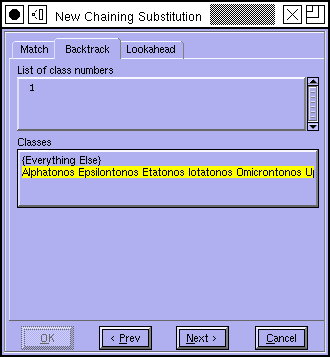 New Chaining Substitution
Match Backtrack Lookahead
List of class numbers
1
Classes
{Everything Else}
Alphatonos Epsilontonos Etatonos Iotatonos Omicrontonos Up
OK < Prev Next > Cancel